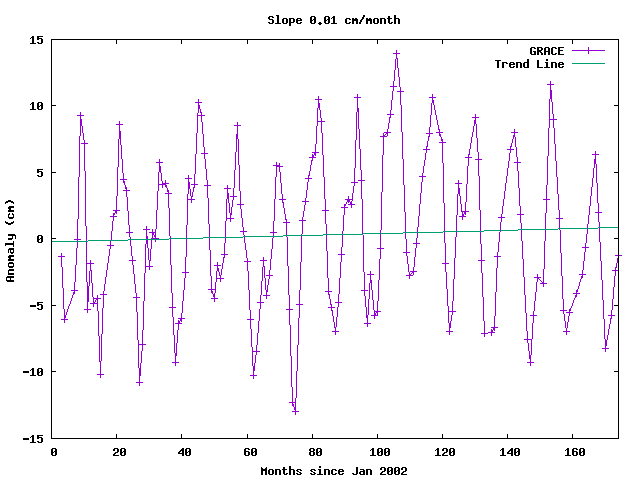 Slope 0.01 cm/month
GRACE
Trend Line
15
10
5
0
-5
-10
-15
Anomaly (cm)
0 20 40 60 80 100 120 140 160
Months since Jan 2002